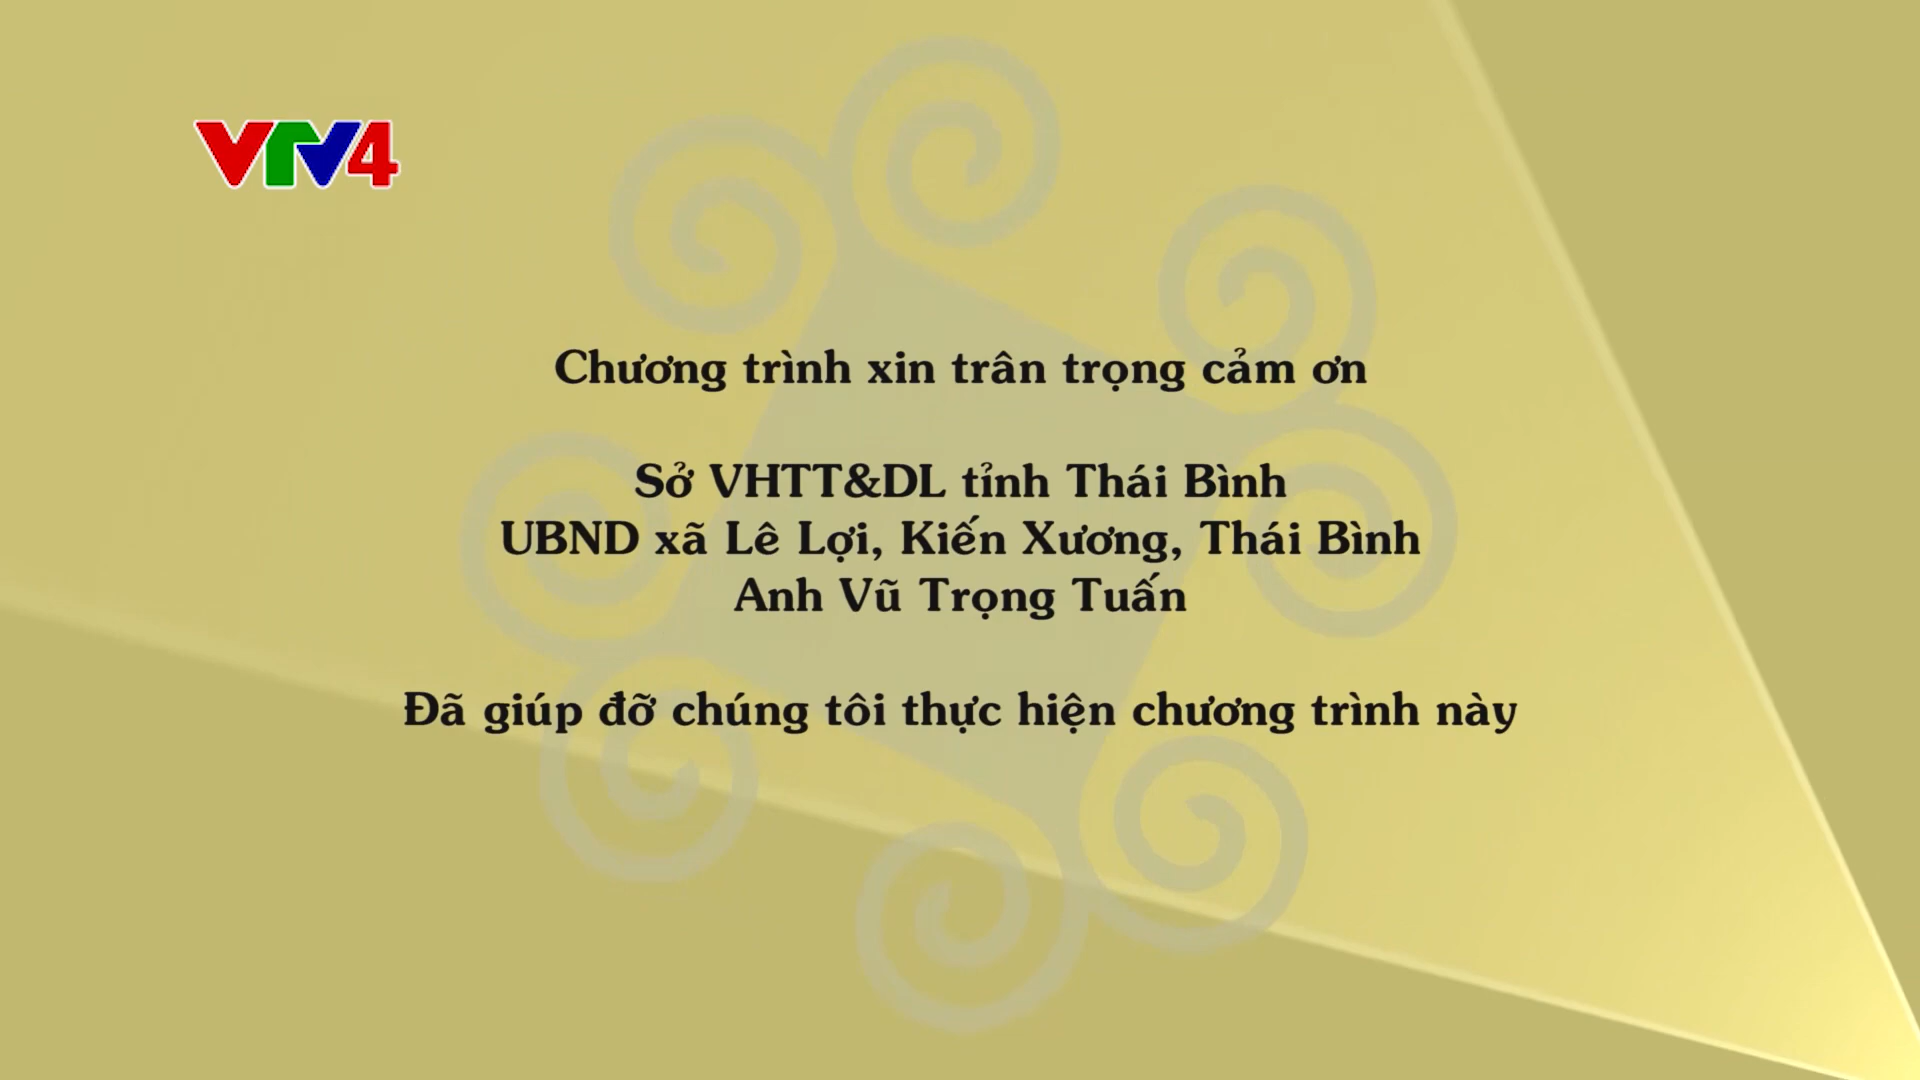 VTV4
Chương trình xin trân trọng cảm ơn
Sở VHTT&DL tỉnh Thái Bình
UBND xã Lê Lợi, Kiến Xương, Thái Bình
Anh Vũ Trọng Tuấn
Đã giúp đỡ chúng tôi thực hiện chương trình này